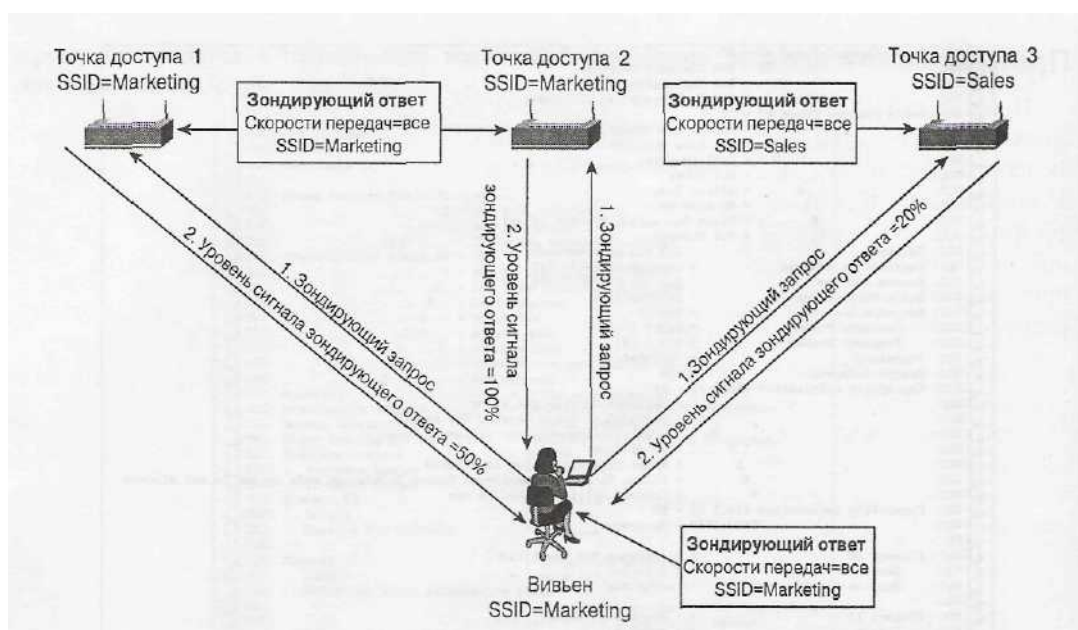 Точка доступа 1
SSID=Marketing
Точка доступа 2
SSID=Marketing
Точка доступа 3
SSID=Sales
Зондирующий ответ
Скорости передач=все
SSID=Marketing
Зондирующий ответ
Скорости передач=все
SSID=Sales
1. Зондирующий запрос
2. Уровень сигнала зондирующего ответа =50%
2. Уровень сигнала
зондирующего ответа =100%
1. Зондирующий запрос
1.Зондирующий запрос
2. Уровень сигнала зондирующего ответа =20%
Зондирующий ответ
Скорости передач=все
SSID=Marketing
Вивьен
SSID=Marketing